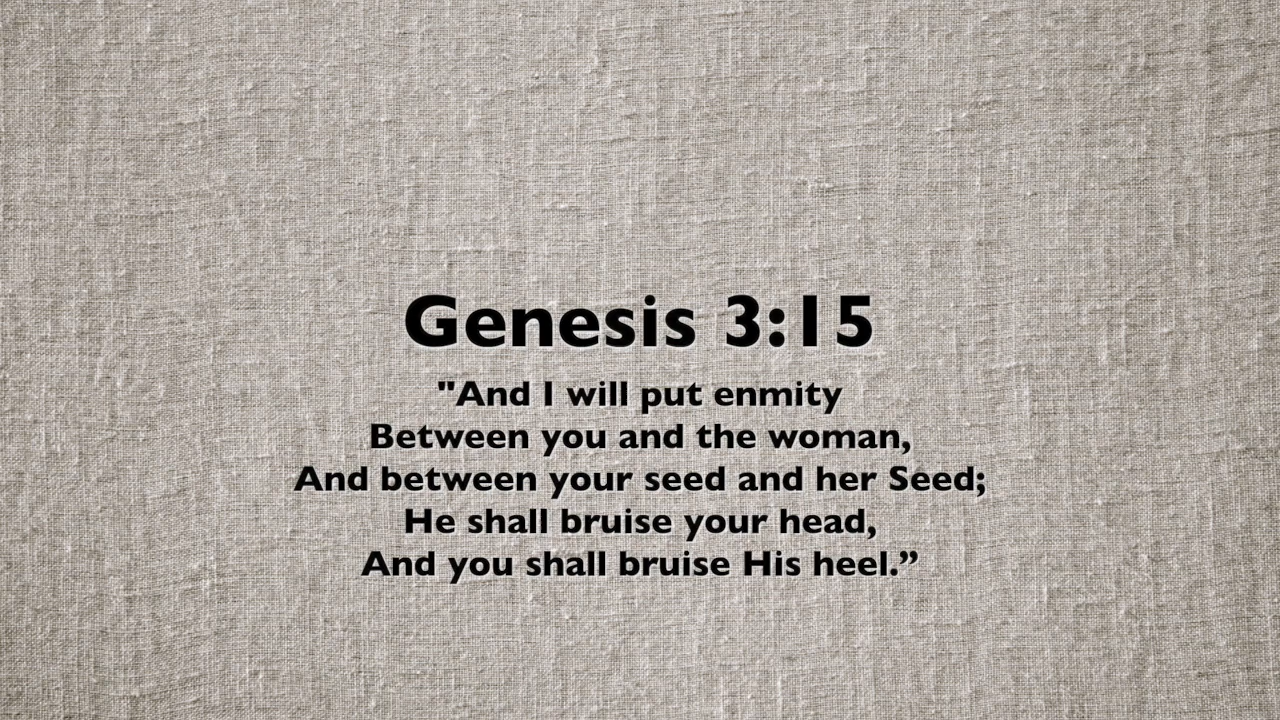 Genesis 3:15
"And I will put enmity
Between you and the woman,
And between your seed and her Seed;
He shall bruise your head,
And you shall bruise His heel.”